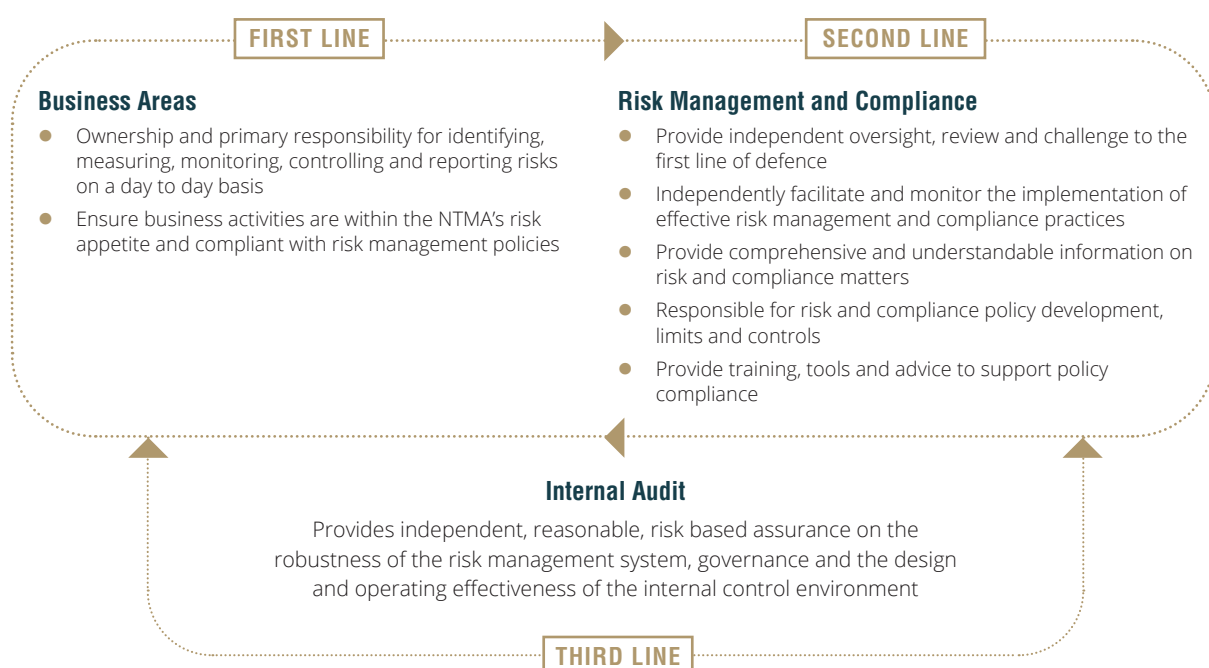 FIRST LINE
SECOND LINE
Business Areas
Ownership and primary responsibility for identifying,
measuring, monitoring, controlling and reporting risks
on a day to day basis
Ensure business activities are within the NTMA’s risk
appetite and compliant with risk management policies
Risk Management and Compliance
Provide independent oversight, review and challenge to the
first line of defence
Independently facilitate and monitor the implementation of
effective risk management and compliance practices
Provide comprehensive and understandable information on
risk and compliance matters
Responsible for risk and compliance policy development,
limits and controls
Provide training, tools and advice to support policy
compliance
Internal Audit
Provides independent, reasonable, risk based assurance on the
robustness of the risk management system, governance and the design
and operating effectiveness of the internal control environment
THIRD LINE